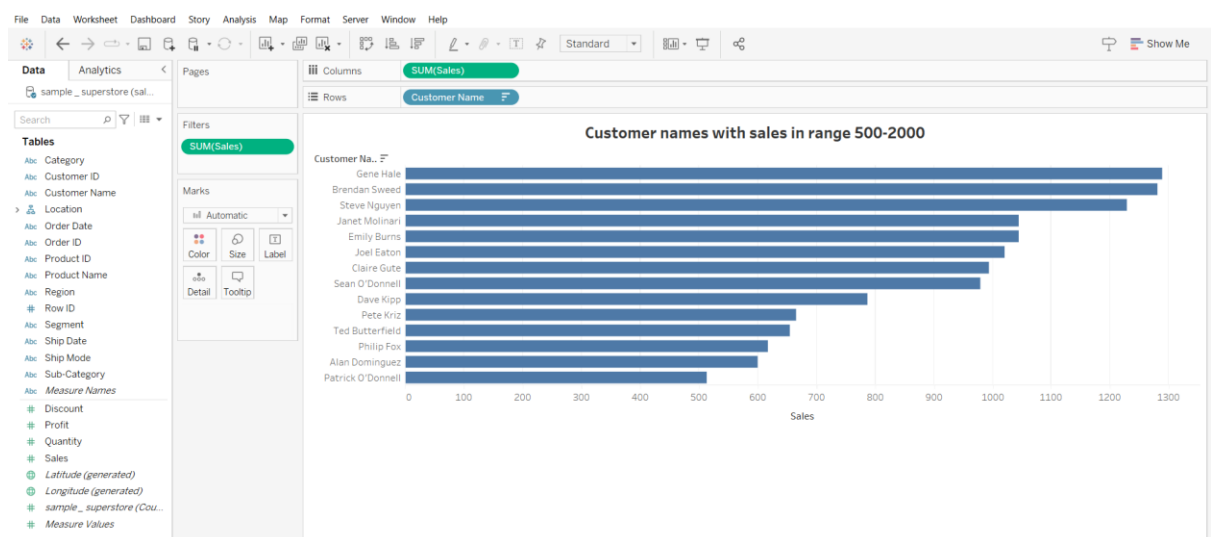 File Data Worksheet Dashboard Story Analysis Map Format Server Window Help
Standard
Show Me
Data Analytics
sample _ superstore (sal...
Search
Tables
Abc Category
Abc Customer ID
Abc Customer Name
Location
Abc Order Date
Abc Order ID
Abc Product ID
Abc Product Name
Abc Region
# Row ID
Abc Segment
Abc Ship Date
Abc Ship Mode
Abc Sub-Category
Abc Measure Names
# Discount
# Profit
# Quantity
# Sales
Latitude (generated)
Longitude (generated)
# sample _ superstore (Cou...
# Measure Values
Pages
Filters
SUM(Sales)
Marks
Automatic
Color Size Label
Detail Tooltip
Columns SUM(Sales)
Rows Customer Name
Customer names with sales in range 500-2000
Customer Na..
Gene Hale
Brendan Sweed
Steve Nguyen
Janet Molinari
Emily Burns
Joel Eaton
Claire Gute
Sean O'Donnell
Dave Kipp
Pete Kriz
Ted Butterfield
Philip Fox
Alan Dominguez
Patrick O'Donnell
0 100 200 300 400 500 600 700 800 900 1000 1100 1200 1300
Sales